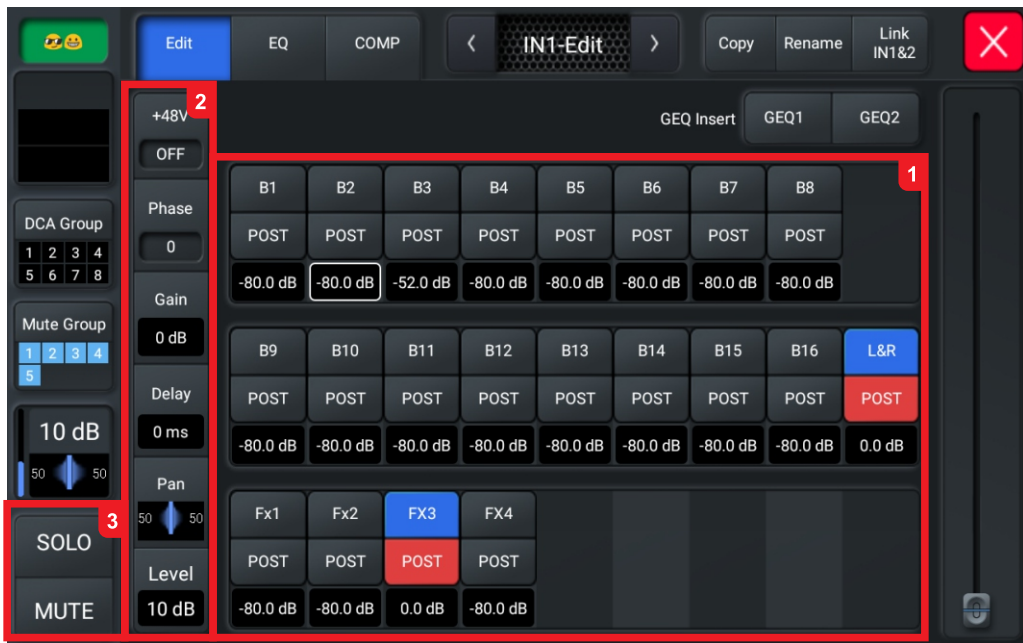 Edit EQ COMP < IN1-Edit > Copy Rename Link IN1&2
+48V 2
OFF
Phase
0
Gain
0 dB
Delay
0 ms
Pan
50 50
Level
10 dB
GEQ Insert GEQ1 GEQ2
1
B1 B2 B3 B4 B5 B6 B7 B8
POST POST POST POST POST POST POST POST
-80.0 dB -80.0 dB -52.0 dB -80.0 dB -80.0 dB -80.0 dB -80.0 dB -80.0 dB
B9 B10 B11 B12 B13 B14 B15 B16 L&R
POST POST POST POST POST POST POST POST POST
-80.0 dB -80.0 dB -80.0 dB -80.0 dB -80.0 dB -80.0 dB -80.0 dB -80.0 dB 0.0 dB
Fx1 Fx2 FX3 FX4
POST POST POST POST
-80.0 dB -80.0 dB 0.0 dB -80.0 dB
DCA Group
1 2 3 4
5 6 7 8
Mute Group
1 2 3 4
5
10 dB
50 50
3
SOLO
MUTE